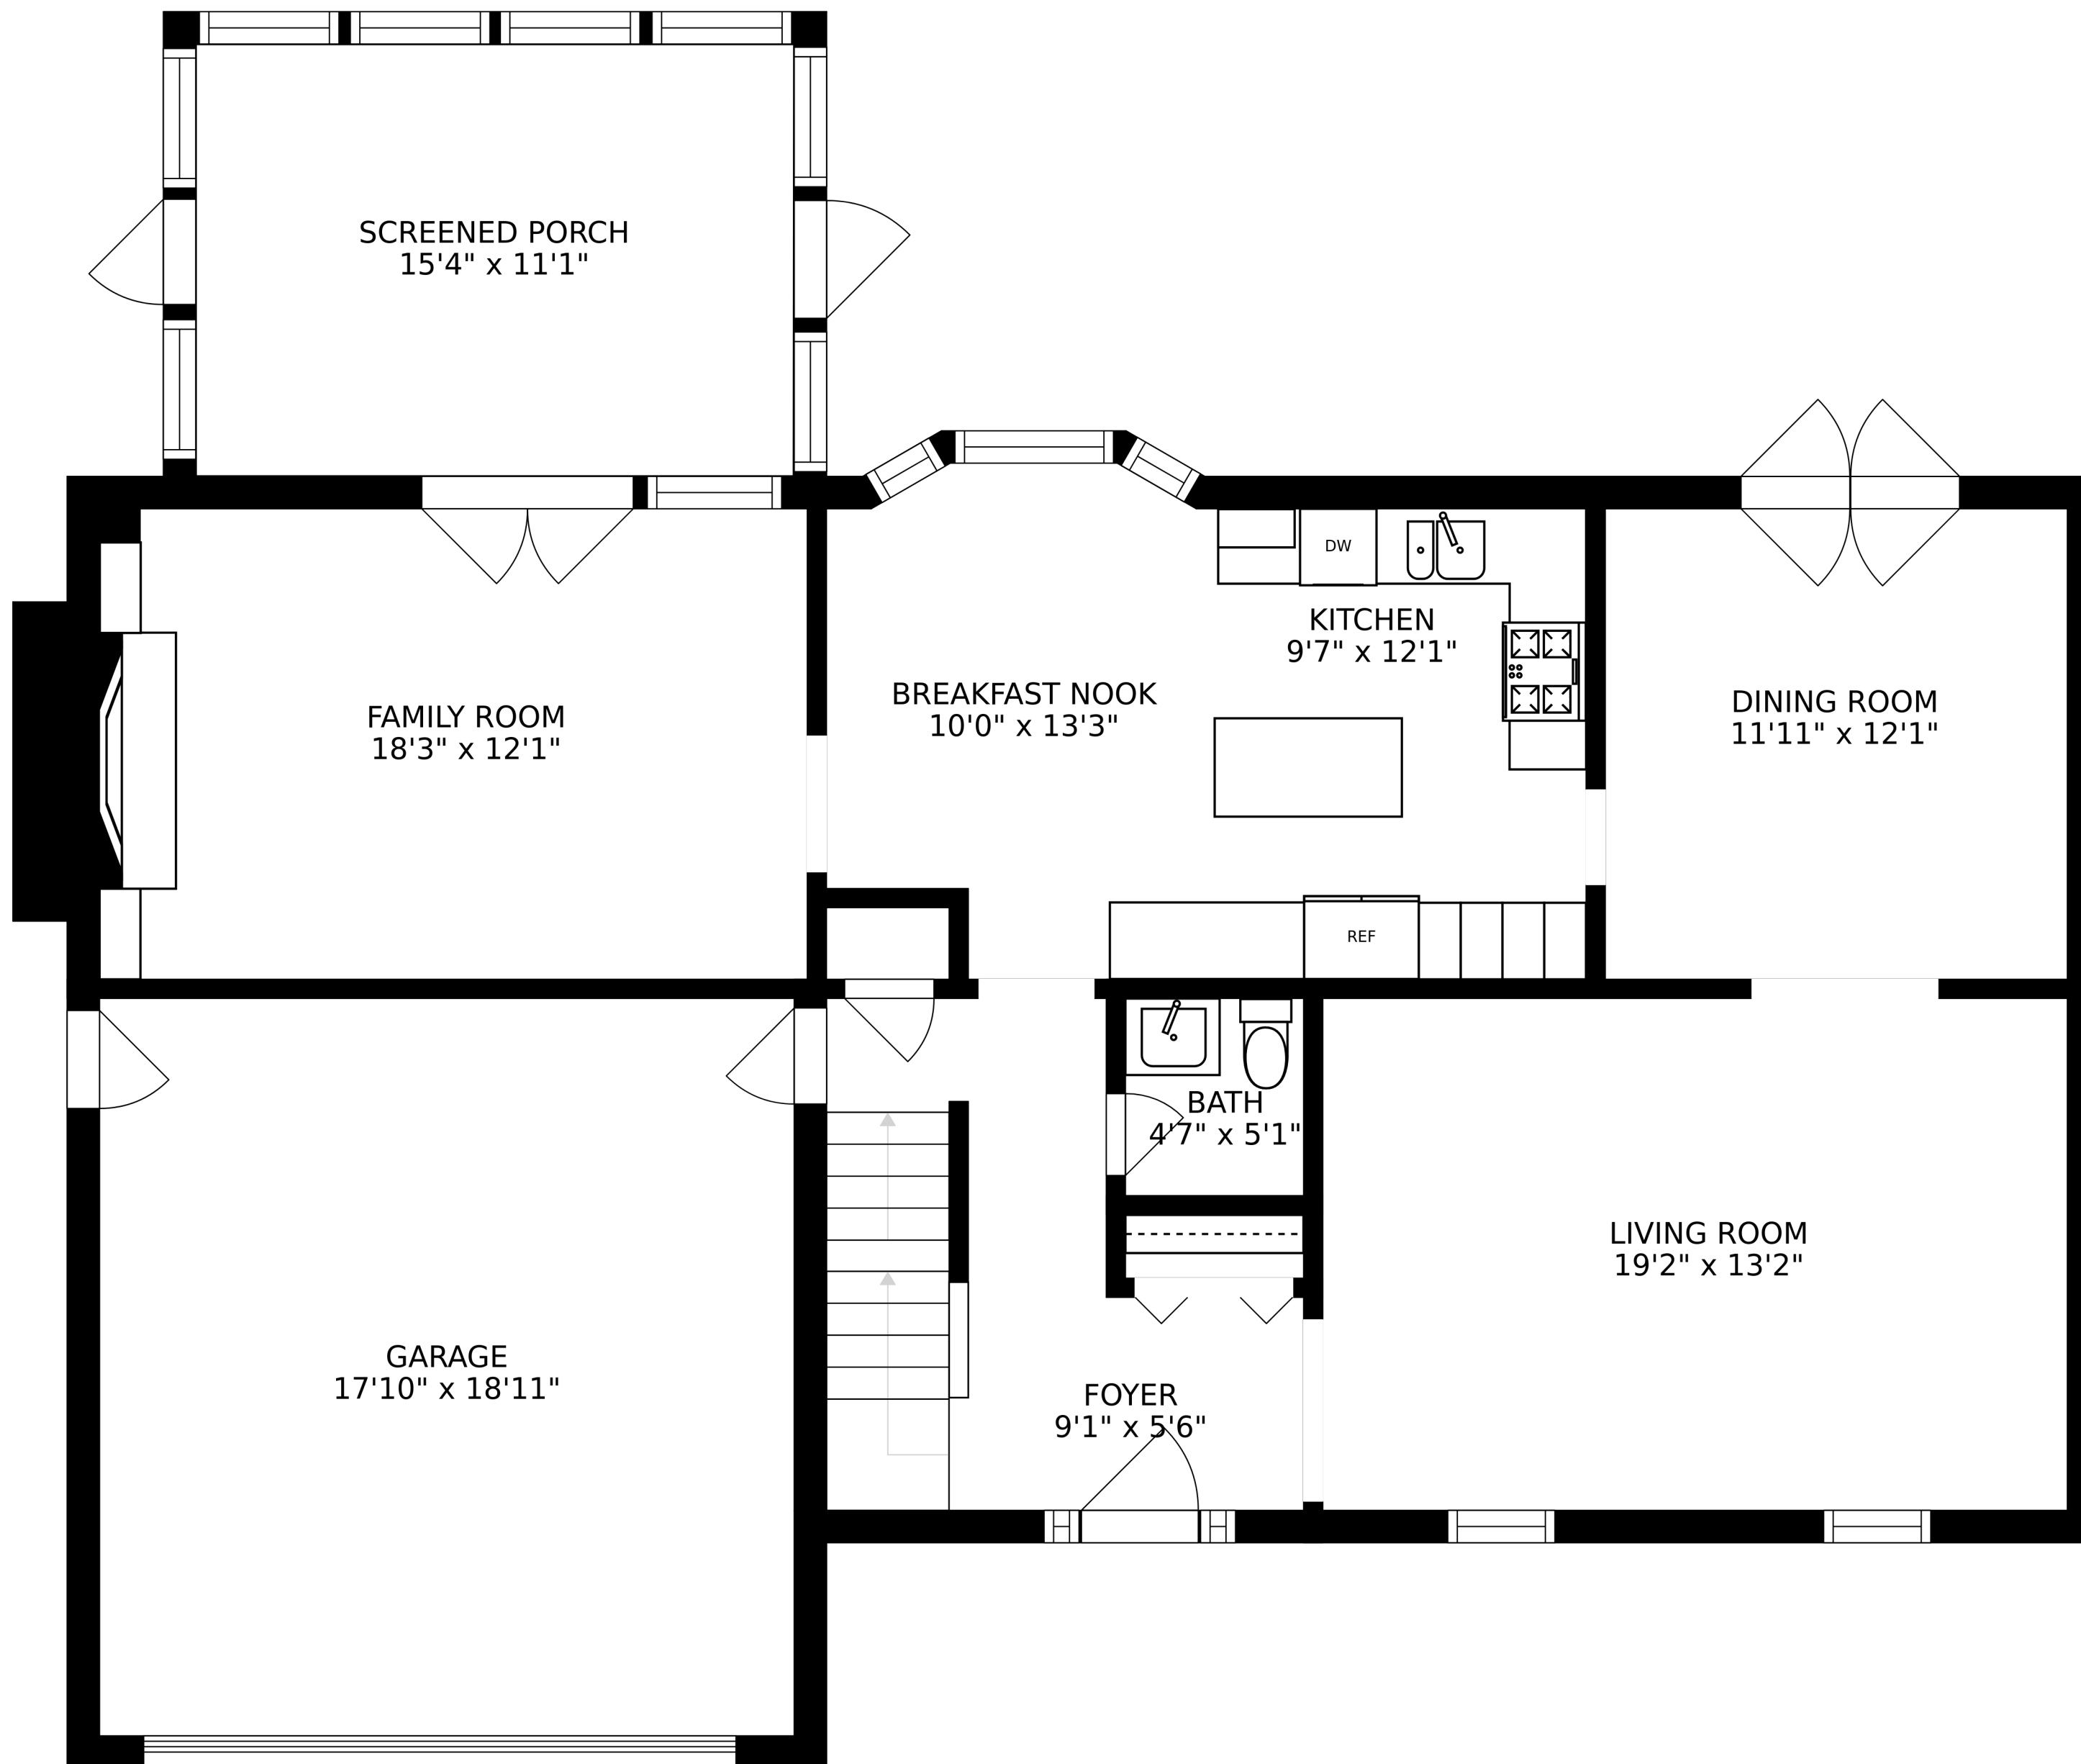 SCREENED PORCH
15'4" x 11'1"
DW
KITCHEN
9'7" x 12'1"
FAMILY ROOM
18'3" x 12'1"
BREAKFAST NOOK
10'0" x 13'3"
DINING ROOM
11'11" x 12'1"
REF
BATH
4'7" x 5'1"
LIVING ROOM
19'2" x 13'2"
GARAGE
17'10" x 18'11"
FOYER
9'1" x 5'6"